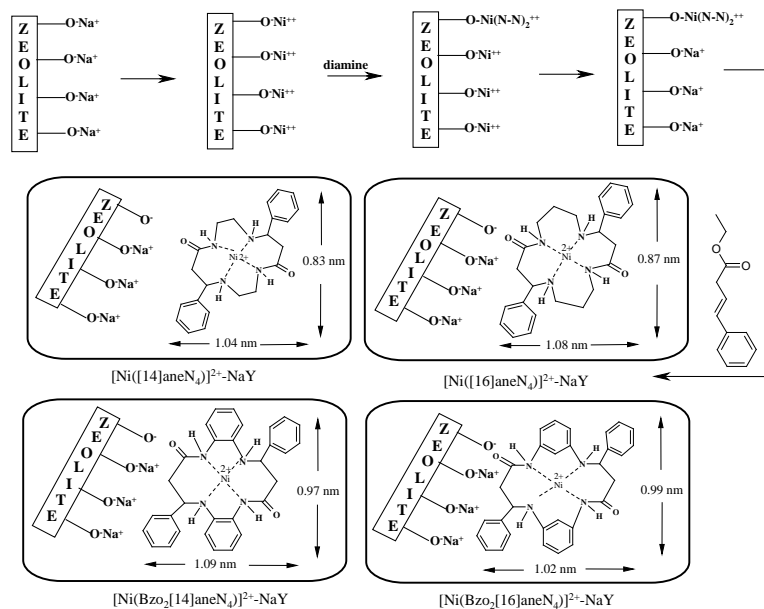 ZEOLITE
O-Na+
O-Na+
O-Na+
O-Na+
ZEOLITE
O-Ni++
O-Ni++
O-Ni++
O-Ni++
diamine
ZEOLITE
O-Ni(N-N)2++
O-Ni++
O-Ni++
O-Ni++
ZEOLITE
O-Ni(N-N)2++
O-Na+
O-Na+
O-Na+
ZEOLITE
O-
O-Na+
O-Na+
O-Na+
H
N
N
H
O
Ni2+
N
N
H
O
H
0.83 nm
1.04 nm
[Ni([14]aneN4)]2+-NaY
ZEOLITE
O-
O-Na+
O-Na+
O-Na+
H
N
N
H
O
2+
Ni
N
N
H
O
H
0.87 nm
1.08 nm
[Ni([16]aneN4)]2+-NaY
O
O
ZEOLITE
O-
O-Na+
O-Na+
O-Na+
H
H
O
N
N
2+
Ni
N
N
H
H
O
0.97 nm
1.09 nm
[Ni(Bzo2[14]aneN4)]2+-NaY
ZEOLITE
O-
O-Na+
O-Na+
O-Na+
H
O
N
N
H
2+
Ni
N
N
H
H
O
0.99 nm
1.02 nm
[Ni(Bzo2[16]aneN4)]2+-NaY